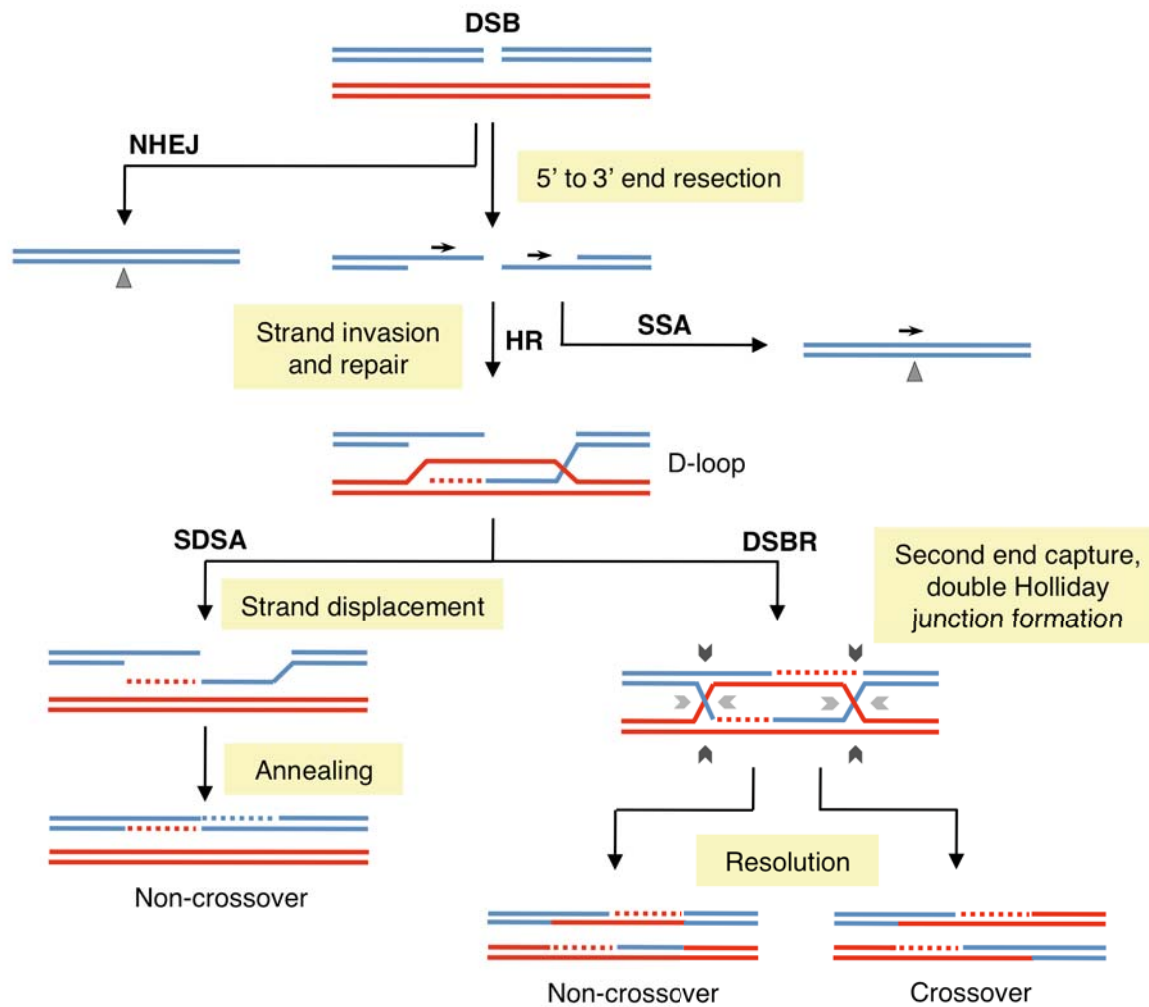 DSB
NHEJ
5' to 3' end resection
Strand invasion
and repair
HR
SSA
D-loop
SDSA
DSBR
Second end capture,
double Holliday
junction formation
Strand displacement
Annealing
Resolution
Non-crossover
Non-crossover
Crossover